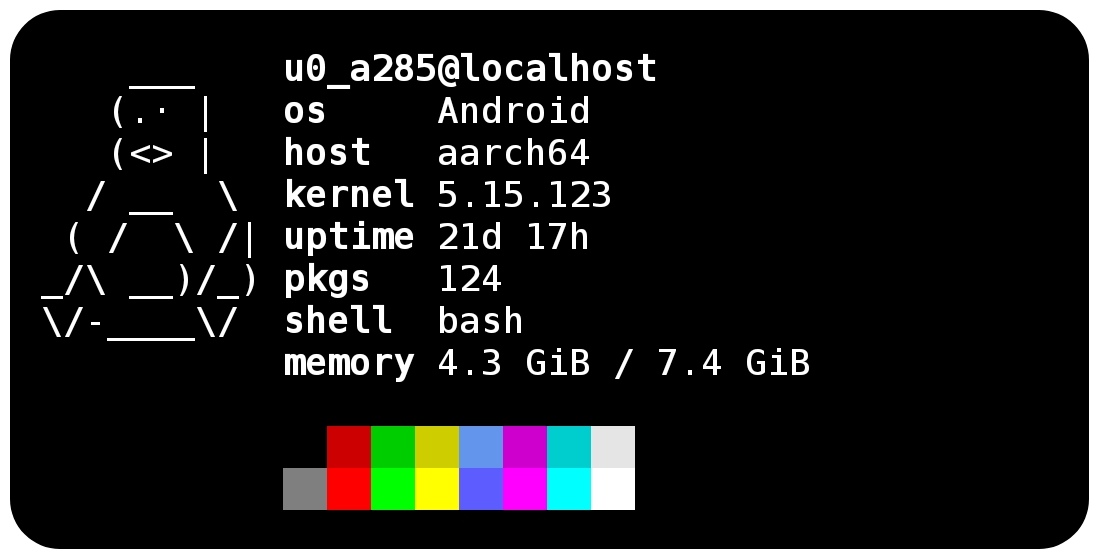 u0_a285@localhost
os Android
host aarch64
kernel 5.15.123
uptime 21d 17h
pkgs 124
shell bash
memory 4.3 GiB / 7.4 GiB